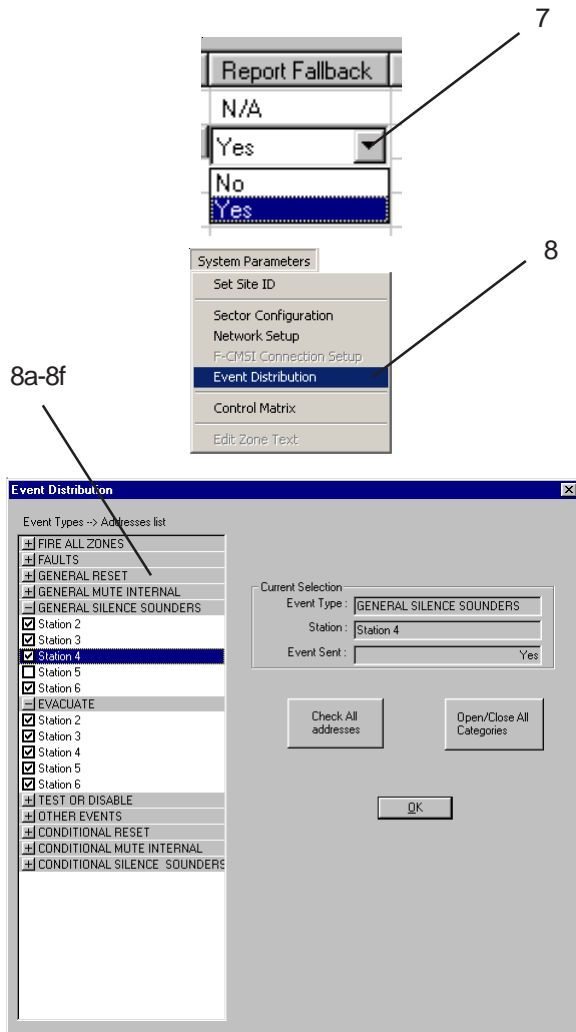 7
Report Fallback
N/A
Yes
No
Yes
8
System Parameters
Set Site ID
Sector Configuration
Network Setup
F-CMSI Connection Setup
Event Distribution
Control Matrix
Edit Zone Text
8a-8f
Event Distribution
Event Types --> Addresses list
FIRE ALL ZONES
FAULTS
GENERAL RESET
GENERAL MUTE INTERNAL
GENERAL SILENCE SOUNDERS
Station 2
Station 3
Station 4
Station 5
Station 6
EVACUATE
Station 2
Station 3
Station 4
Station 5
Station 6
TEST OR DISABLE
OTHER EVENTS
CONDITIONAL RESET
CONDITIONAL MUTE INTERNAL
CONDITIONAL SILENCE SOUNDERS
Current Selection
Event Type : GENERAL SILENCE SOUNDERS
Station : Station 4
Event Sent : Yes
Check All
addresses
Open/Close All
Categories
OK